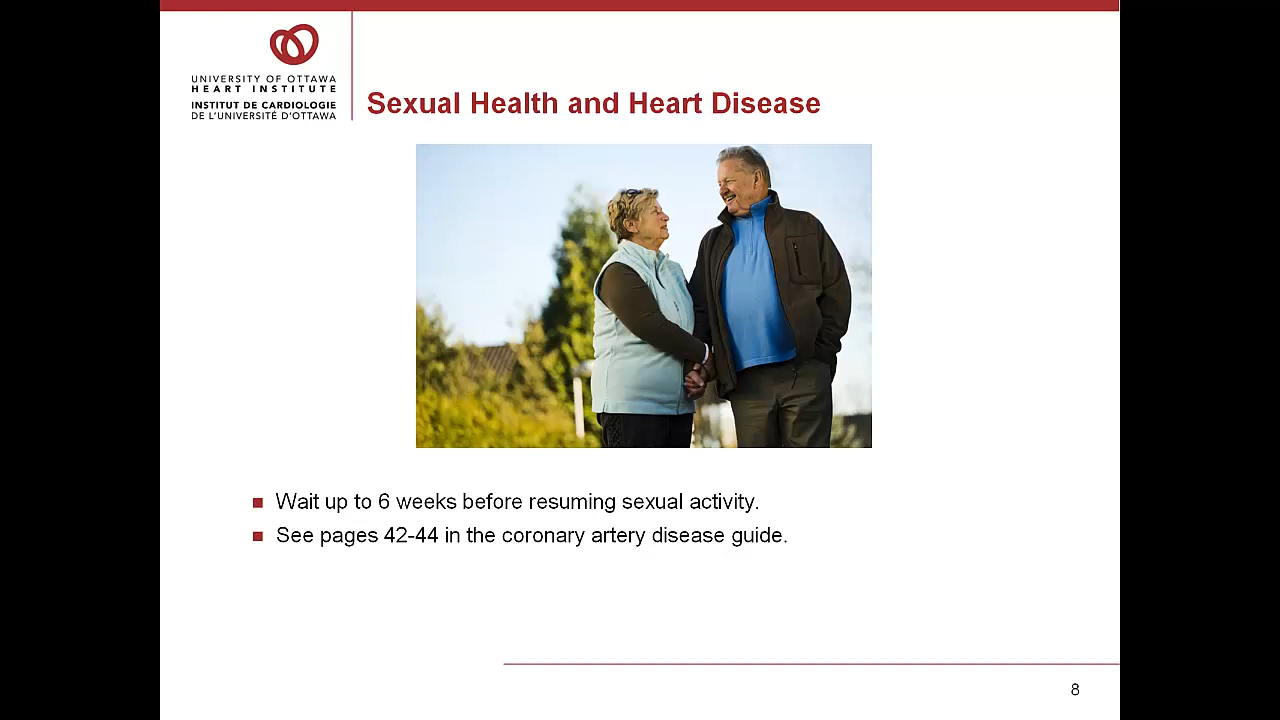 UNIVERSITY OF OTTAWA
HEART INSTITUTE
INSTITUT DE CARDIOLOGIE
DE L'UNIVERSITÉ D'OTTAWA
Sexual Health and Heart Disease
Wait up to 6 weeks before resuming sexual activity.
See pages 42-44 in the coronary artery disease guide.
8